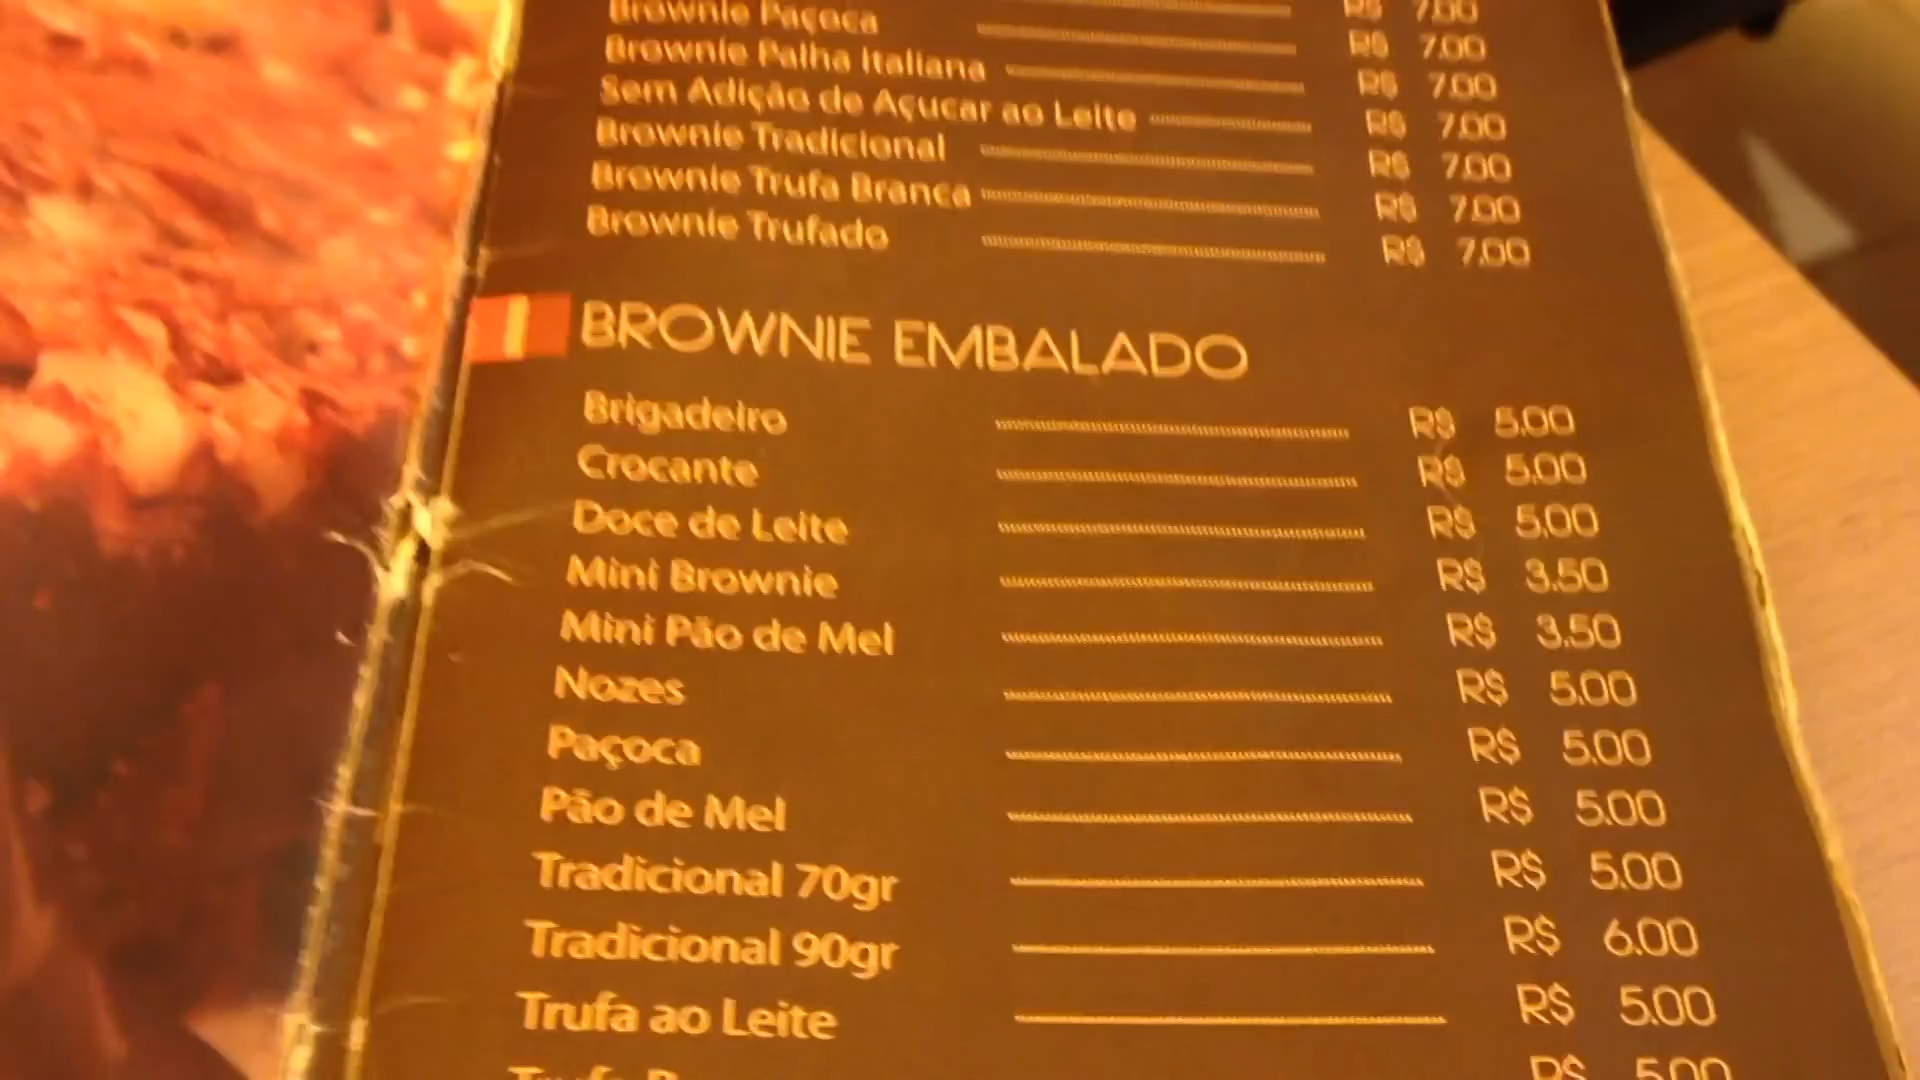 Brownie Paçoca R$ 7.00
Brownie Palha Italiana R$ 7.00
Sem Adição de Açucar ao Leite R$ 7.00
Brownie Tradicional R$ 7.00
Brownie Trufa Branca R$ 7.00
Brownie Trufado R$ 7.00
R$ 7.00
BROWNIE EMBALADO
Brigadeiro R$ 5.00
Crocante R$ 5.00
Doce de Leite R$ 5.00
Mini Brownie R$ 3.50
Mini Pão de Mel R$ 3.50
Nozes R$ 5.00
Paçoca R$ 5.00
Pão de Mel R$ 5.00
Tradicional 70gr R$ 5.00
Tradicional 90gr R$ 6.00
Trufa ao Leite R$ 5.00
Trufa R$ 5.00